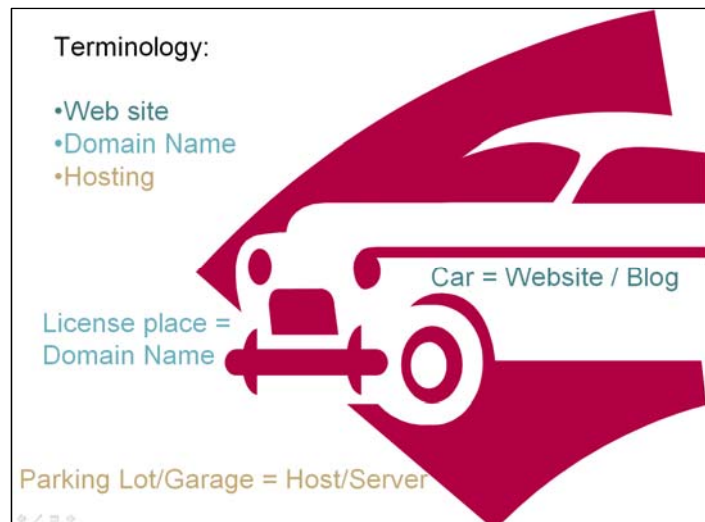 Terminology:
•Web site
•Domain Name
•Hosting
Car = Website / Blog
License place =
Domain Name
Parking Lot/Garage = Host/Server